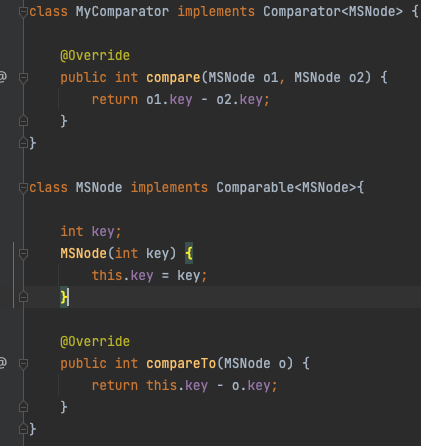 class MyComparator implements Comparator<MSNode> {
@Override
@ public int compare(MSNode o1, MSNode o2) {
return o1.key - o2.key;
}
}
class MSNode implements Comparable<MSNode>{
int key;
MSNode(int key) {
this.key = key;
}
@Override
@ public int compareTo(MSNode o) {
return this.key - o.key;
}
}